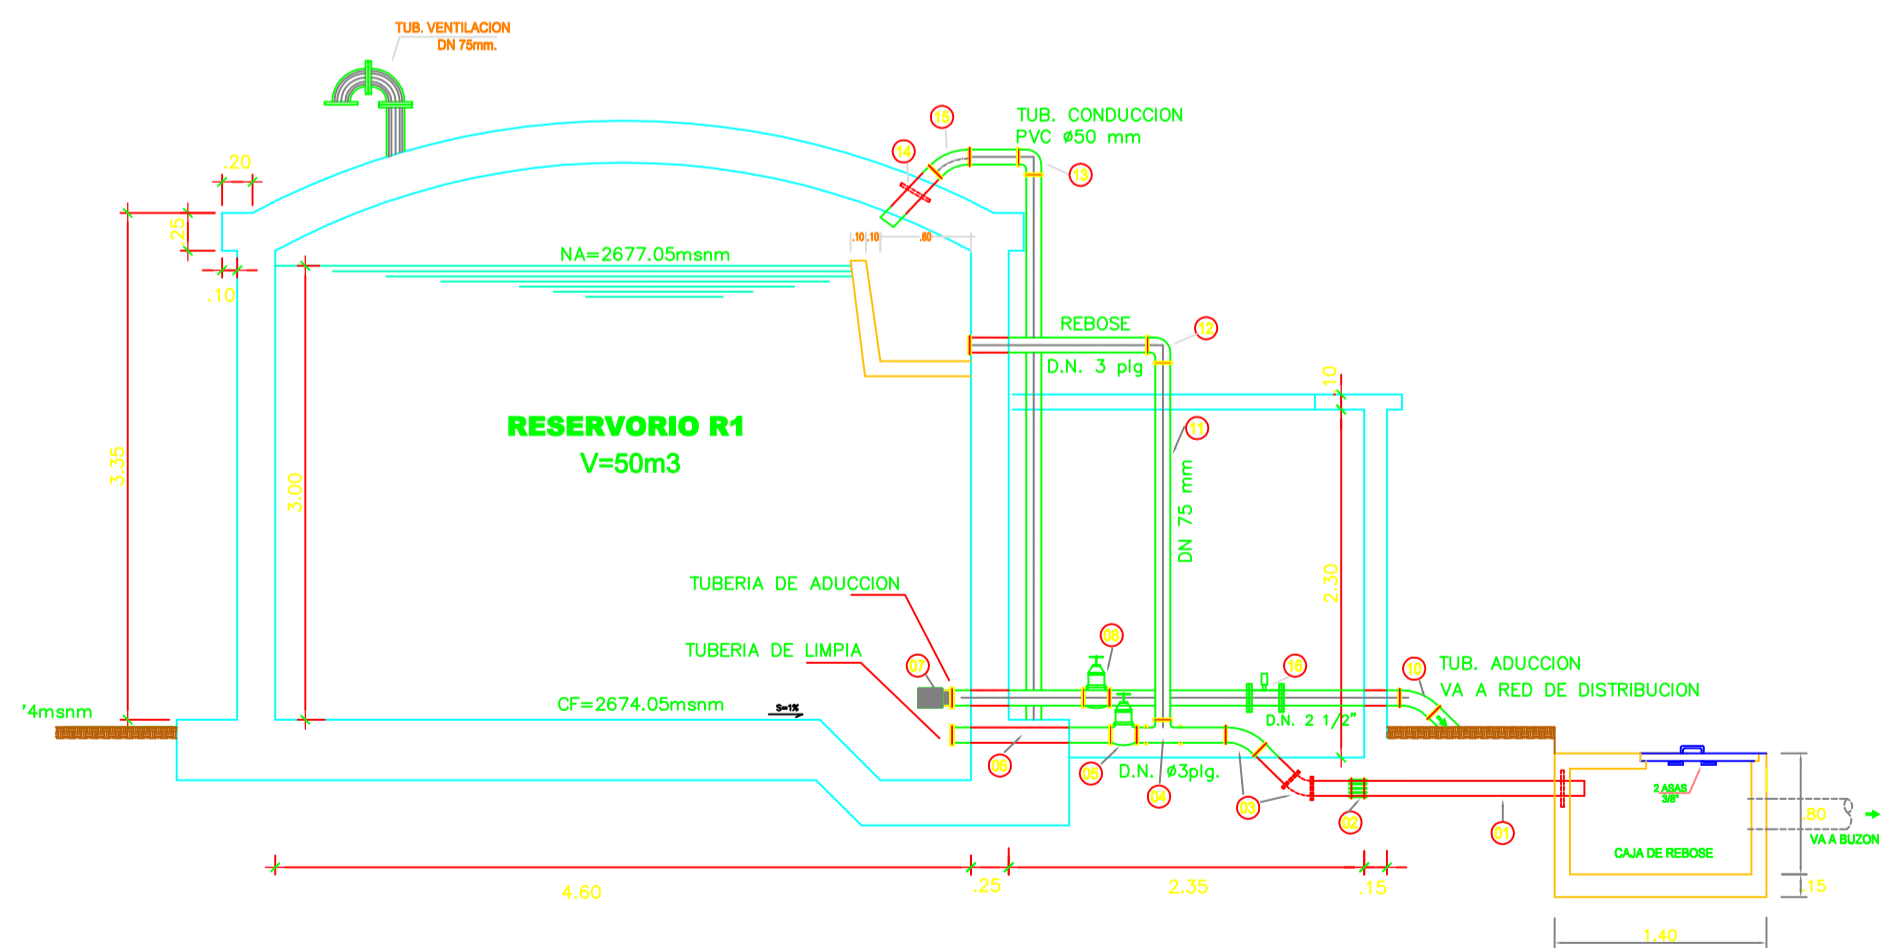 TUB. VENTILACION
DN 75mm.
15
TUB. CONDUCCION
PVC ø50 mm
14
13
.20
.25
.10
.10
.10
.60
NA=2677.05msnm
REBOSE
12
D.N. 3 plg
.10
RESERVORIO R1
V=50m3
11
3.35
3.00
DN 75 mm
2.30
TUBERIA DE ADUCCION
TUBERIA DE LIMPIA
07
08
16
10
TUB. ADUCCION
VA A RED DE DISTRIBUCION
'4msnm
CF=2674.05msnm
S=1%
D.N. 2 1/2"
06
05
D.N. ø3plg.
04
03
02
01
2 ASAS
3/8"
.80
VA A BUZON
CAJA DE REBOSE
4.60
.25
2.35
.15
.15
1.40